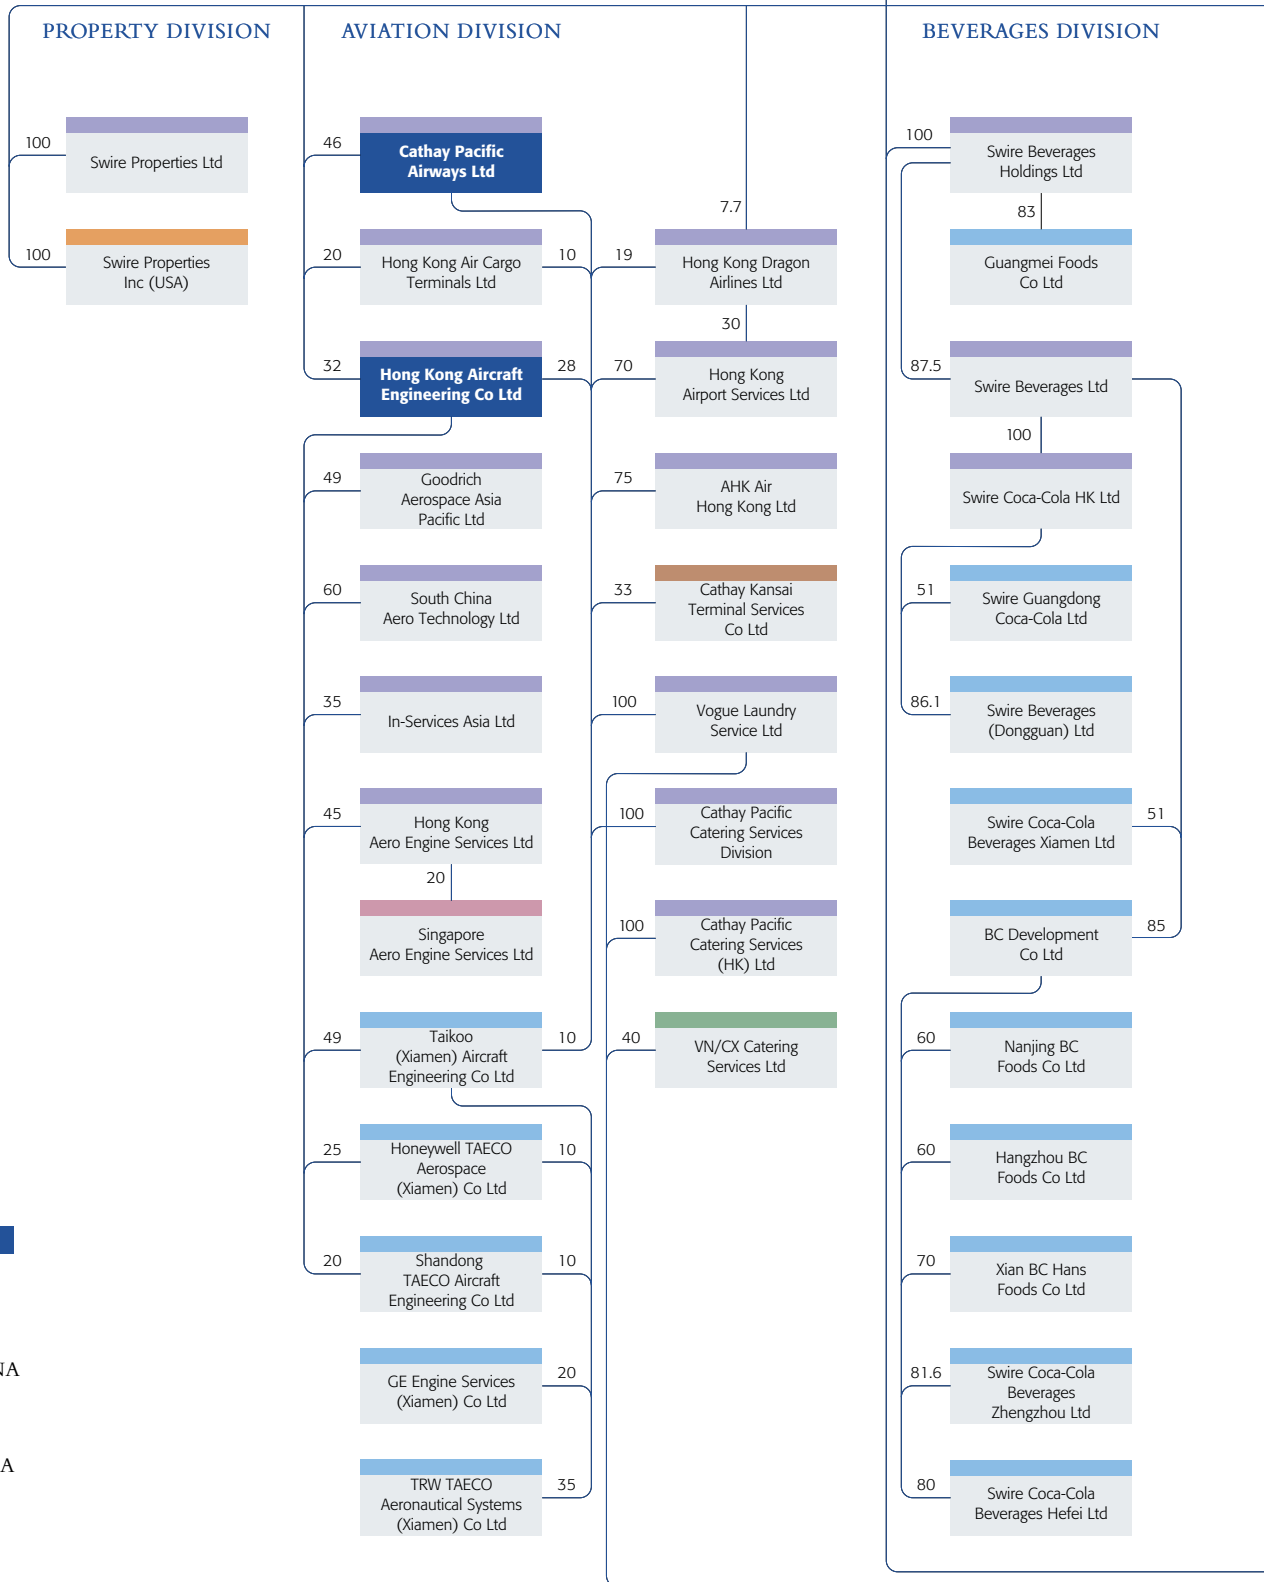 PROPERTY DIVISION
100
Swire Properties Ltd
100
Swire Properties
Inc (USA)
AVIATION DIVISION
46
Cathay Pacific
Airways Ltd
20
Hong Kong Air Cargo
Terminals Ltd
10
32
Hong Kong Aircraft
Engineering Co Ltd
28
49
Goodrich
Aerospace Asia
Pacific Ltd
60
South China
Aero Technology Ltd
35
In-Services Asia Ltd
45
Hong Kong
Aero Engine Services Ltd
20
Singapore
Aero Engine Services Ltd
49
Taikoo
(Xiamen) Aircraft
Engineering Co Ltd
10
25
Honeywell TAECO
Aerospace
(Xiamen) Co Ltd
10
20
Shandong
TAECO Aircraft
Engineering Co Ltd
10
GE Engine Services
(Xiamen) Co Ltd
20
TRW TAECO
Aeronautical Systems
(Xiamen) Co Ltd
35
7.7
19
Hong Kong Dragon
Airlines Ltd
30
70
Hong Kong
Airport Services Ltd
75
AHK Air
Hong Kong Ltd
33
Cathay Kansai
Terminal Services
Co Ltd
100
Vogue Laundry
Service Ltd
100
Cathay Pacific
Catering Services
Division
100
Cathay Pacific
Catering Services
(HK) Ltd
40
VN/CX Catering
Services Ltd
BEVERAGES DIVISION
100
Swire Beverages
Holdings Ltd
83
Guangmei Foods
Co Ltd
87.5
Swire Beverages Ltd
100
Swire Coca-Cola HK Ltd
51
Swire Guangdong
Coca-Cola Ltd
86.1
Swire Beverages
(Dongguan) Ltd
Swire Coca-Cola
Beverages Xiamen Ltd
51
BC Development
Co Ltd
85
60
Nanjing BC
Foods Co Ltd
60
Hangzhou BC
Foods Co Ltd
70
Xian BC Hans
Foods Co Ltd
81.6
Swire Coca-Cola
Beverages
Zhengzhou Ltd
80
Swire Coca-Cola
Beverages Hefei Ltd
NA
A